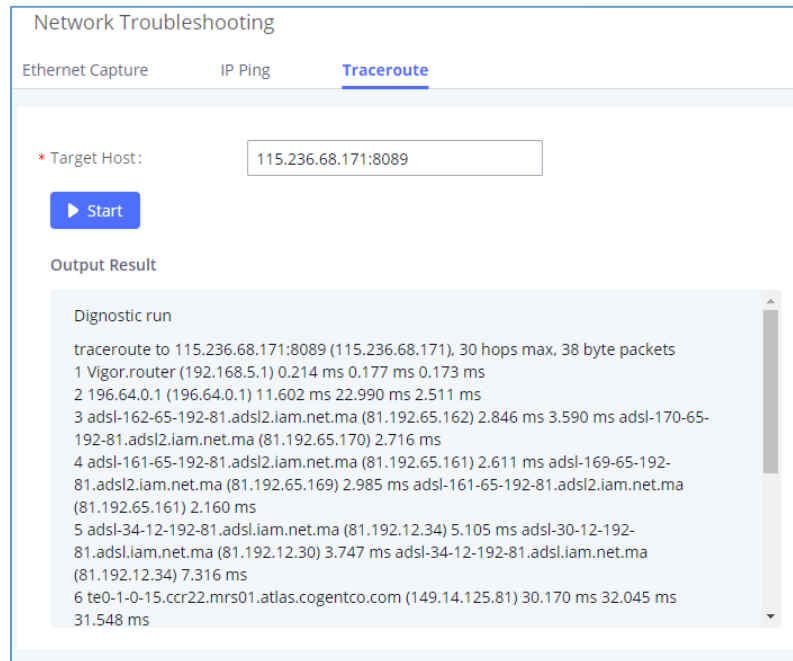 Network Troubleshooting
Ethernet Capture IP Ping Traceroute
* Target Host: 115.236.68.171:8089
Start
Output Result
Dignostic run
traceroute to 115.236.68.171:8089 (115.236.68.171), 30 hops max, 38 byte packets
1 Vigor.router (192.168.5.1) 0.214 ms 0.177 ms 0.173 ms
2 196.64.0.1 (196.64.0.1) 11.602 ms 22.990 ms 2.511 ms
3 adsl-162-65-192-81.adsl2.iam.net.ma (81.192.65.162) 2.846 ms 3.590 ms adsl-170-65-
192-81.adsl2.iam.net.ma (81.192.65.170) 2.716 ms
4 adsl-161-65-192-81.adsl2.iam.net.ma (81.192.65.161) 2.611 ms adsl-169-65-192-
81.adsl2.iam.net.ma (81.192.65.169) 2.985 ms adsl-161-65-192-81.adsl2.iam.net.ma
(81.192.65.161) 2.160 ms
5 adsl-34-12-192-81.adsl.iam.net.ma (81.192.12.34) 5.105 ms adsl-30-12-192-
81.adsl.iam.net.ma (81.192.12.30) 3.747 ms adsl-34-12-192-81.adsl.iam.net.ma
(81.192.12.34) 7.316 ms
6 te0-1-0-15.ccr22.mrs01.atlas.cogentco.com (149.14.125.81) 30.170 ms 32.045 ms
31.548 ms